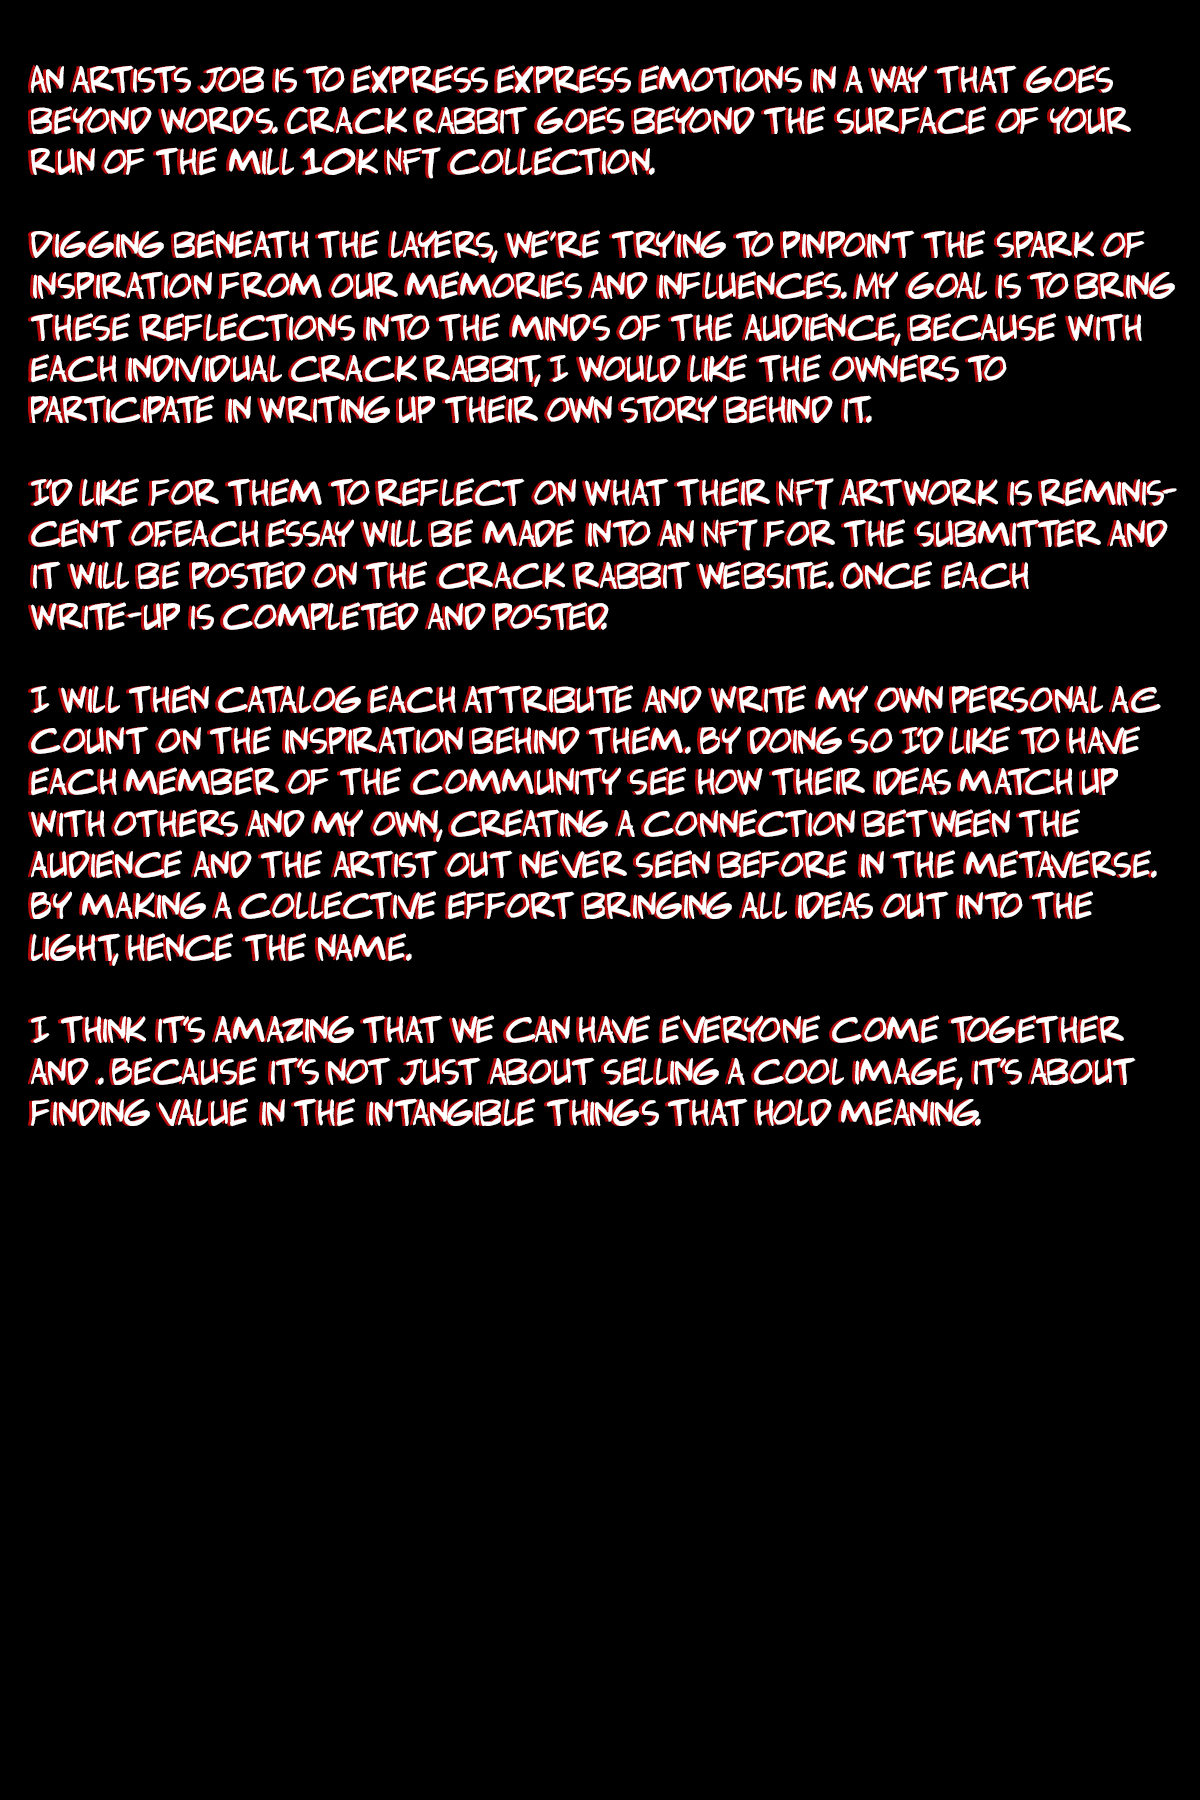 AN ARTISTS JOB IS TO EXPRESS EXPRESS EMOTIONS IN A WAY THAT GOES
BEYOND WORDS. CRACK RABBIT GOES BEYOND THE SURFACE OF YOUR
RUN OF THE MILL 10K NFT COLLECTION.
DIGGING BENEATH THE LAYERS, WE'RE TRYING TO PINPOINT THE SPARK OF
INSPIRATION FROM OUR MEMORIES AND INFLUENCES. MY GOAL IS TO BRING
THESE REFLECTIONS INTO THE MINDS OF THE AUDIENCE, BECAUSE WITH
EACH INDIVIDUAL CRACK RABBIT, I WOULD LIKE THE OWNERS TO
PARTICIPATE IN WRITING UP THEIR OWN STORY BEHIND IT.
I'D LIKE FOR THEM TO REFLECT ON WHAT THEIR NFT ARTWORK IS REMINIS-
CENT OF.EACH ESSAY WILL BE MADE INTO AN NFT FOR THE SUBMITTER AND
IT WILL BE POSTED ON THE CRACK RABBIT WEBSITE. ONCE EACH
WRITE-UP IS COMPLETED AND POSTED.
I WILL THEN CATALOG EACH ATTRIBUTE AND WRITE MY OWN PERSONAL AC-
COUNT ON THE INSPIRATION BEHIND THEM. BY DOING SO I'D LIKE TO HAVE
EACH MEMBER OF THE COMMUNITY SEE HOW THEIR IDEAS MATCH UP
WITH OTHERS AND MY OWN, CREATING A CONNECTION BETWEEN THE
AUDIENCE AND THE ARTIST OUT NEVER SEEN BEFORE IN THE METAVERSE.
BY MAKING A COLLECTIVE EFFORT BRINGING ALL IDEAS OUT INTO THE
LIGHT, HENCE THE NAME.
I THINK IT'S AMAZING THAT WE CAN HAVE EVERYONE COME TOGETHER
AND . BECAUSE IT'S NOT JUST ABOUT SELLING A COOL IMAGE, IT'S ABOUT
FINDING VALUE IN THE INTANGIBLE THINGS THAT HOLD MEANING.